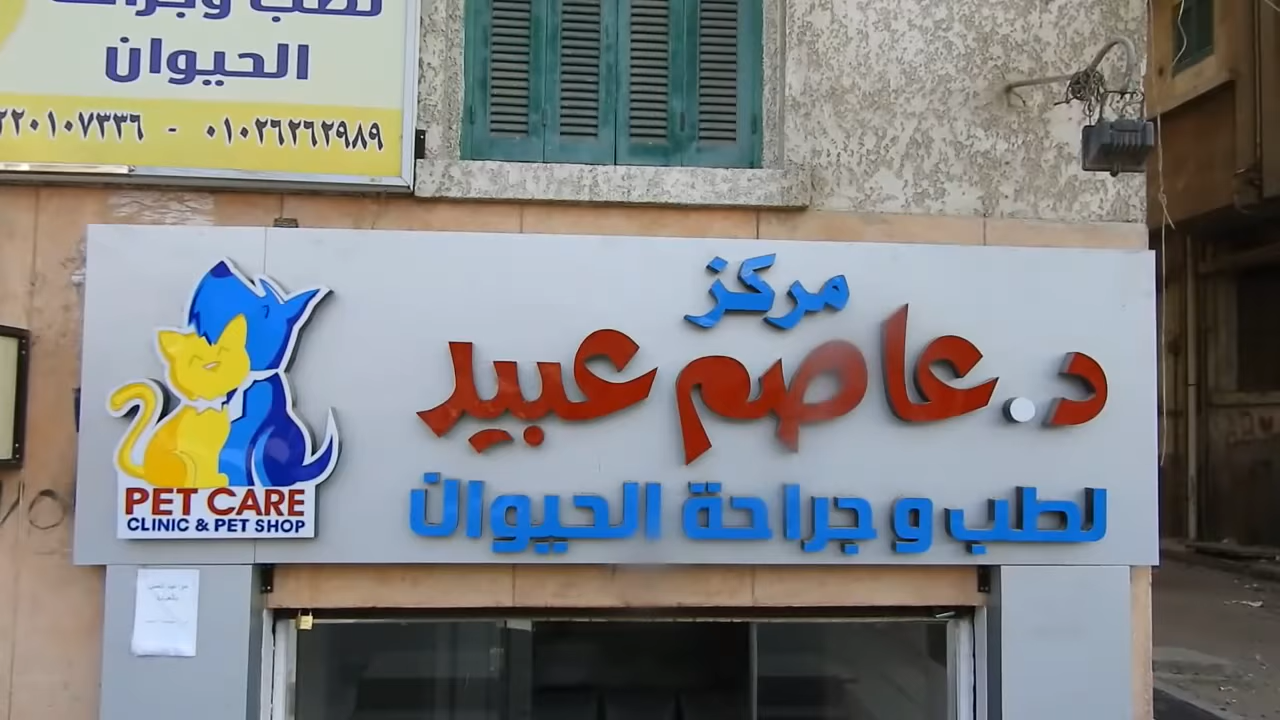 لطب وجراحة
الحيوان
٠١٠٢٦٢٦٢٩٨٩ -
مركز
د.عاصم عبيد
لطب و جراحة الحيوان
PET CARE
CLINIC & PET SHOP